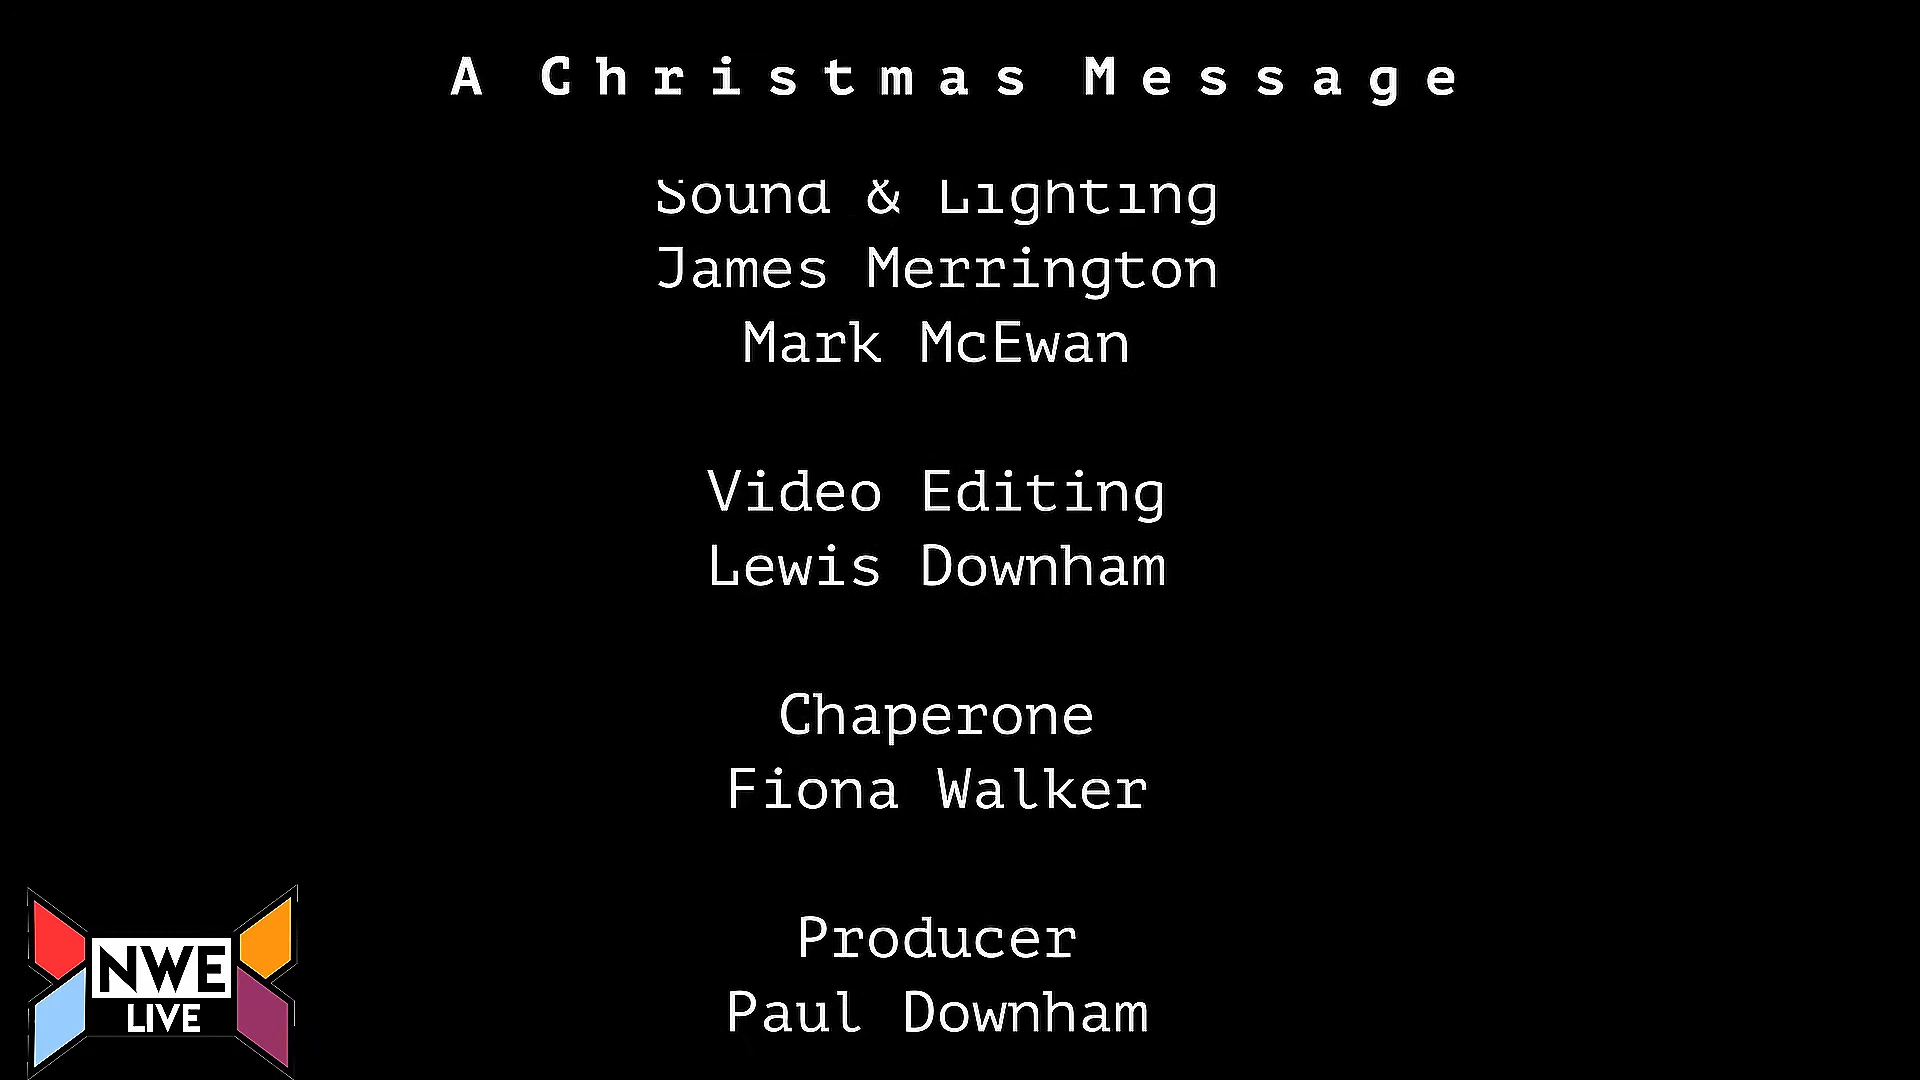 A Christmas Message
Sound & Lighting
James Merrington
Mark McEwan
Video Editing
Lewis Downham
Chaperone
Fiona Walker
Producer
Paul Downham
NWE
LIVE